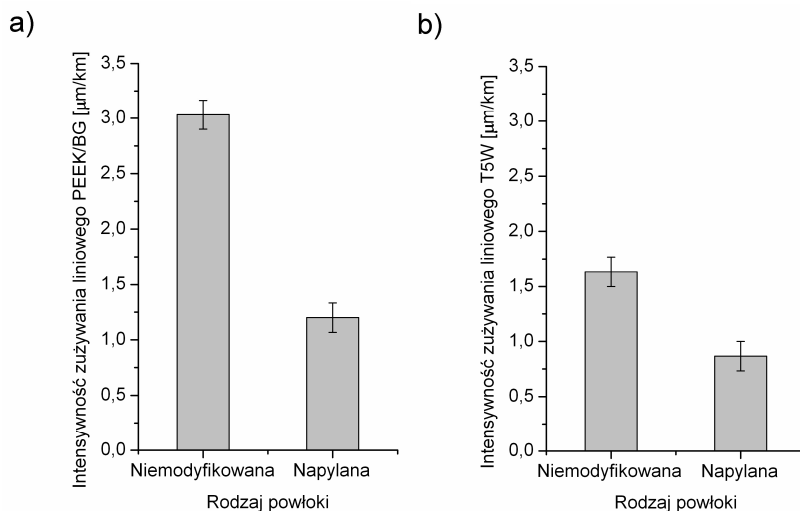 a)
Intensywność zużywania liniowego PEEK/BG [μm/km]
3,5
3,0
2,5
2,0
1,5
1,0
0,5
0,0
Niemodyfikowana
Napylana
Rodzaj powłoki
b)
Intensywność zużywania liniowego T5W [μm/km]
3,5
3,0
2,5
2,0
1,5
1,0
0,5
0,0
Niemodyfikowana
Napylana
Rodzaj powłoki